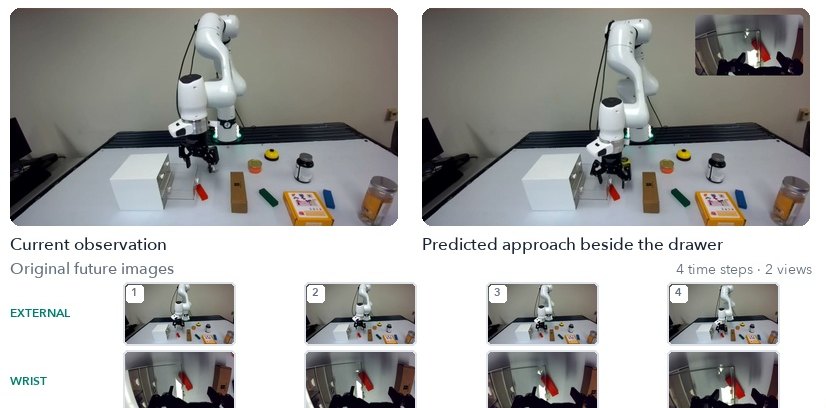 Current observation
Predicted approach beside the drawer
Original future images
4 time steps · 2 views
EXTERNAL
1
2
3
4
WRIST